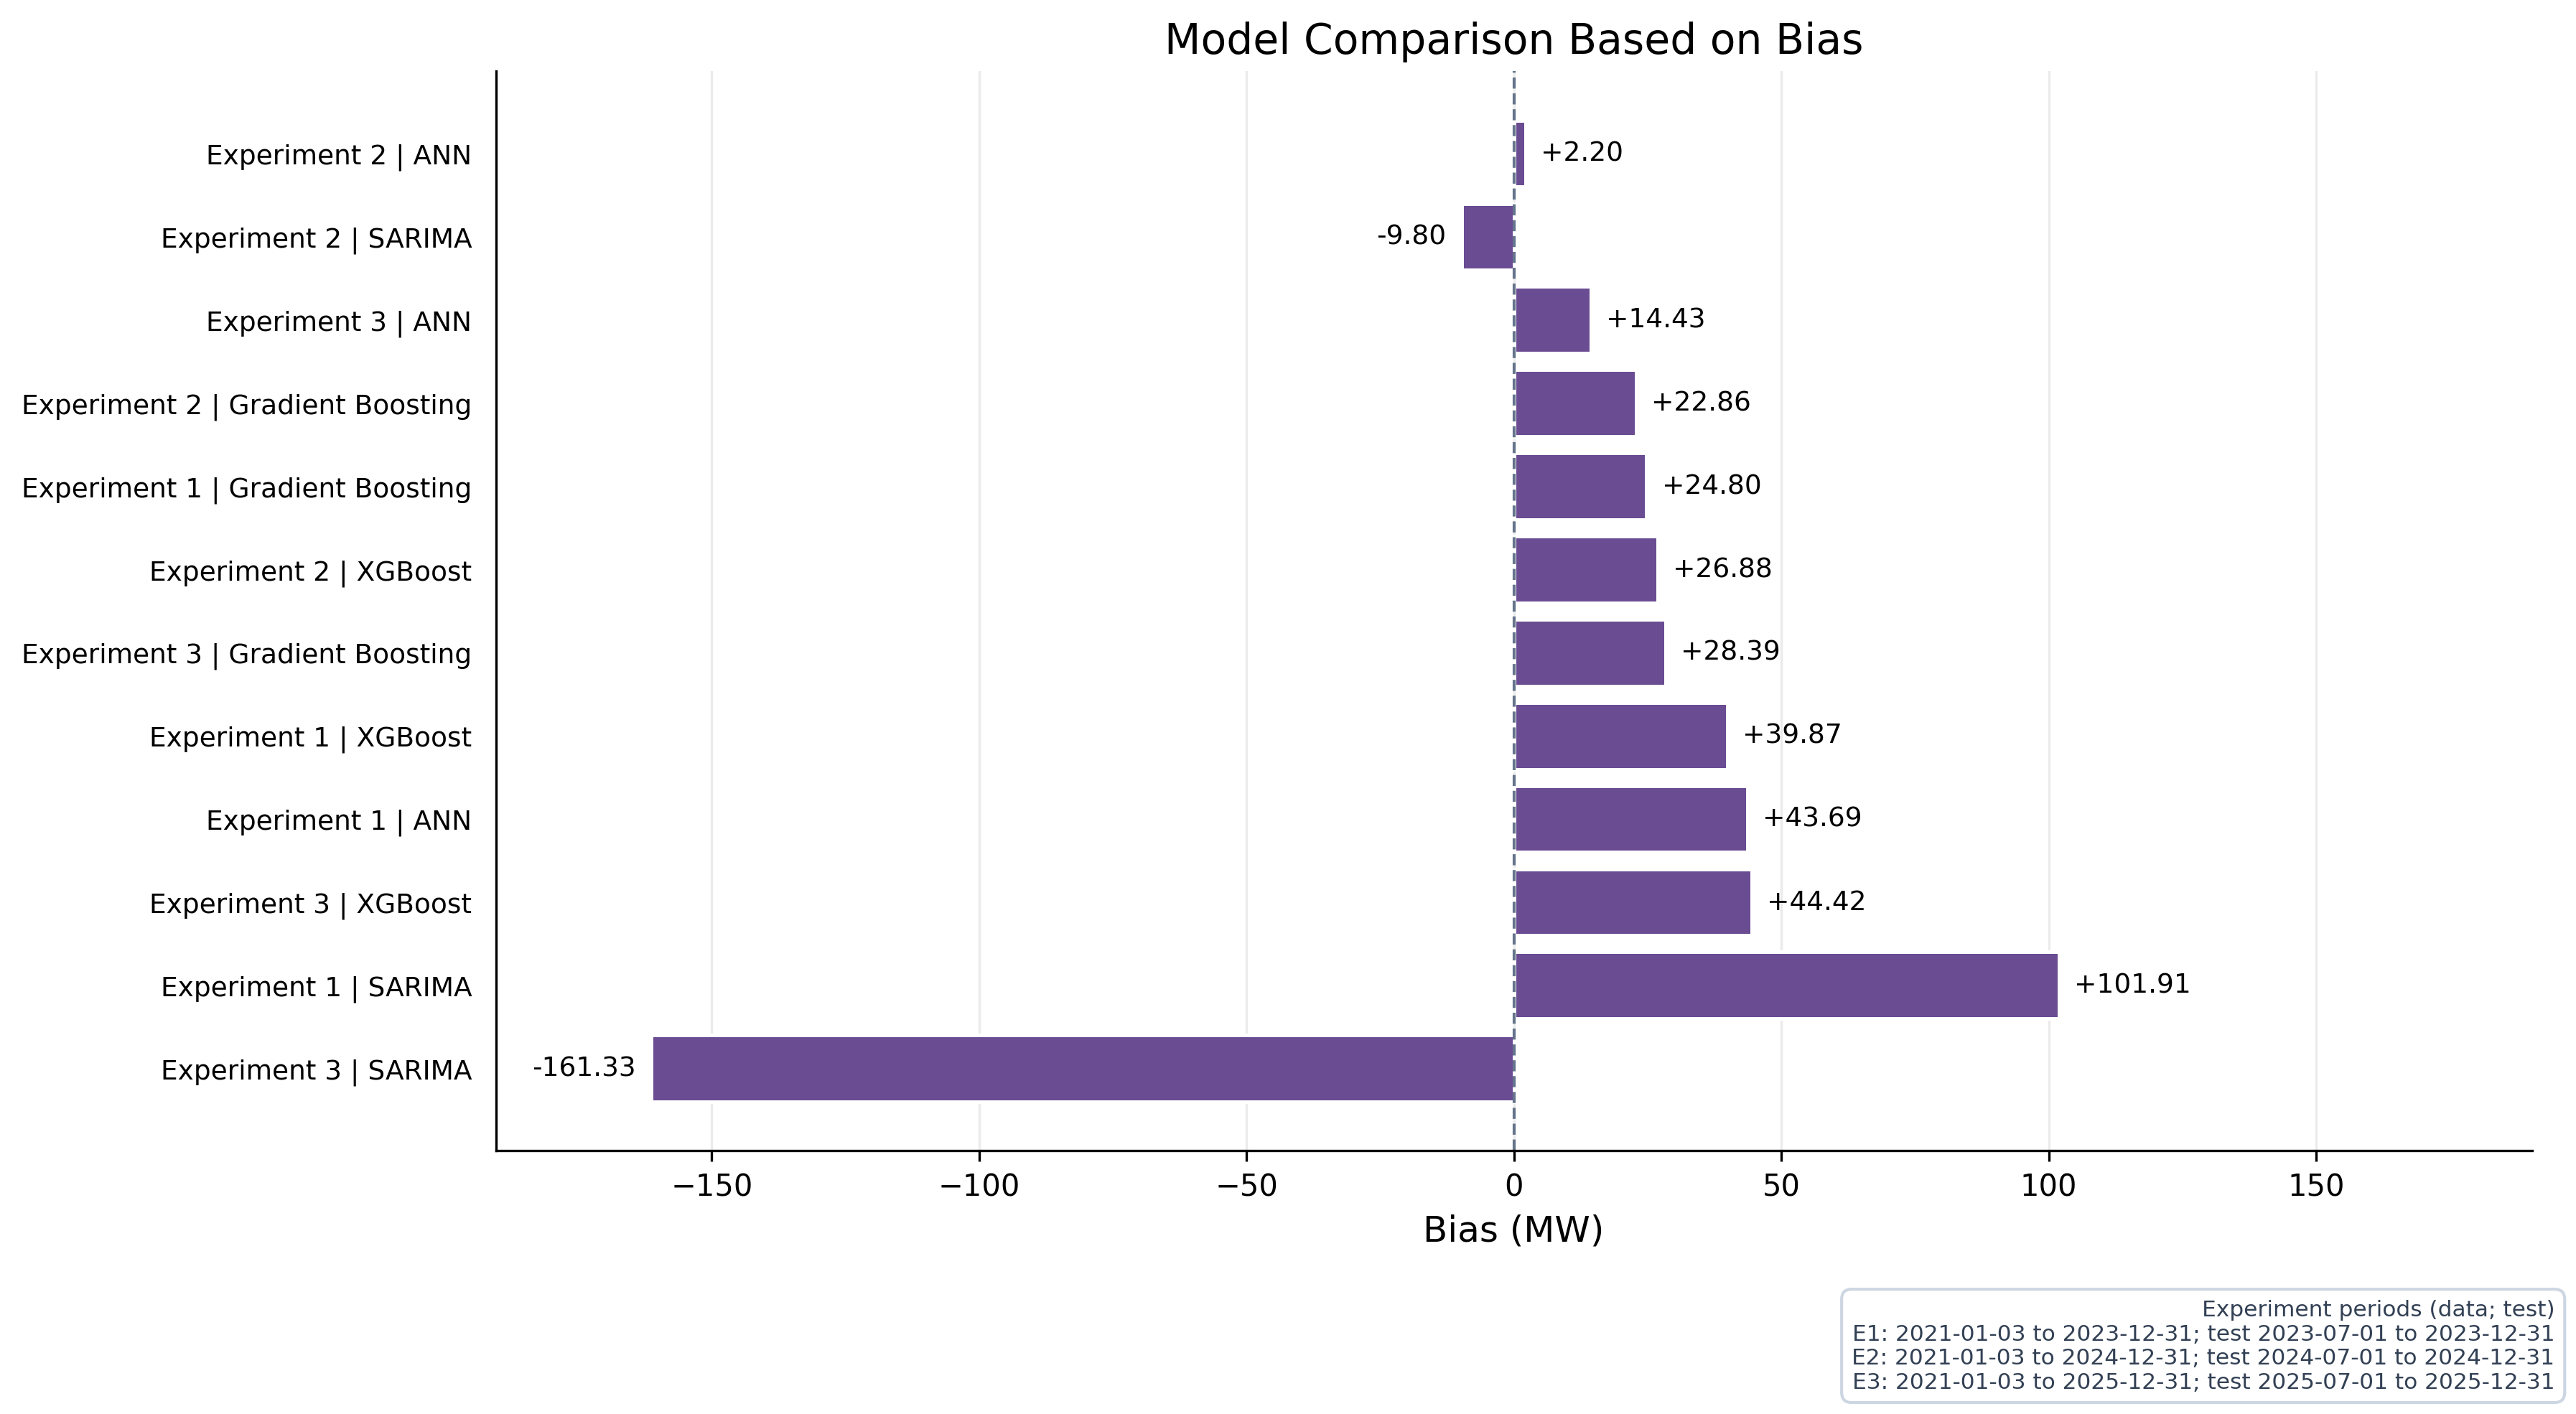 Model Comparison Based on Bias
Experiment 2 | ANN
+2.20
Experiment 2 | SARIMA
-9.80
Experiment 3 | ANN
+14.43
Experiment 2 | Gradient Boosting
+22.86
Experiment 1 | Gradient Boosting
+24.80
Experiment 2 | XGBoost
+26.88
Experiment 3 | Gradient Boosting
+28.39
Experiment 1 | XGBoost
+39.87
Experiment 1 | ANN
+43.69
Experiment 3 | XGBoost
+44.42
Experiment 1 | SARIMA
+101.91
Experiment 3 | SARIMA
-161.33
−150 −100 −50 0 50 100 150
Bias (MW)
Experiment periods (data; test)
E1: 2021-01-03 to 2023-12-31; test 2023-07-01 to 2023-12-31
E2: 2021-01-03 to 2024-12-31; test 2024-07-01 to 2024-12-31
E3: 2021-01-03 to 2025-12-31; test 2025-07-01 to 2025-12-31